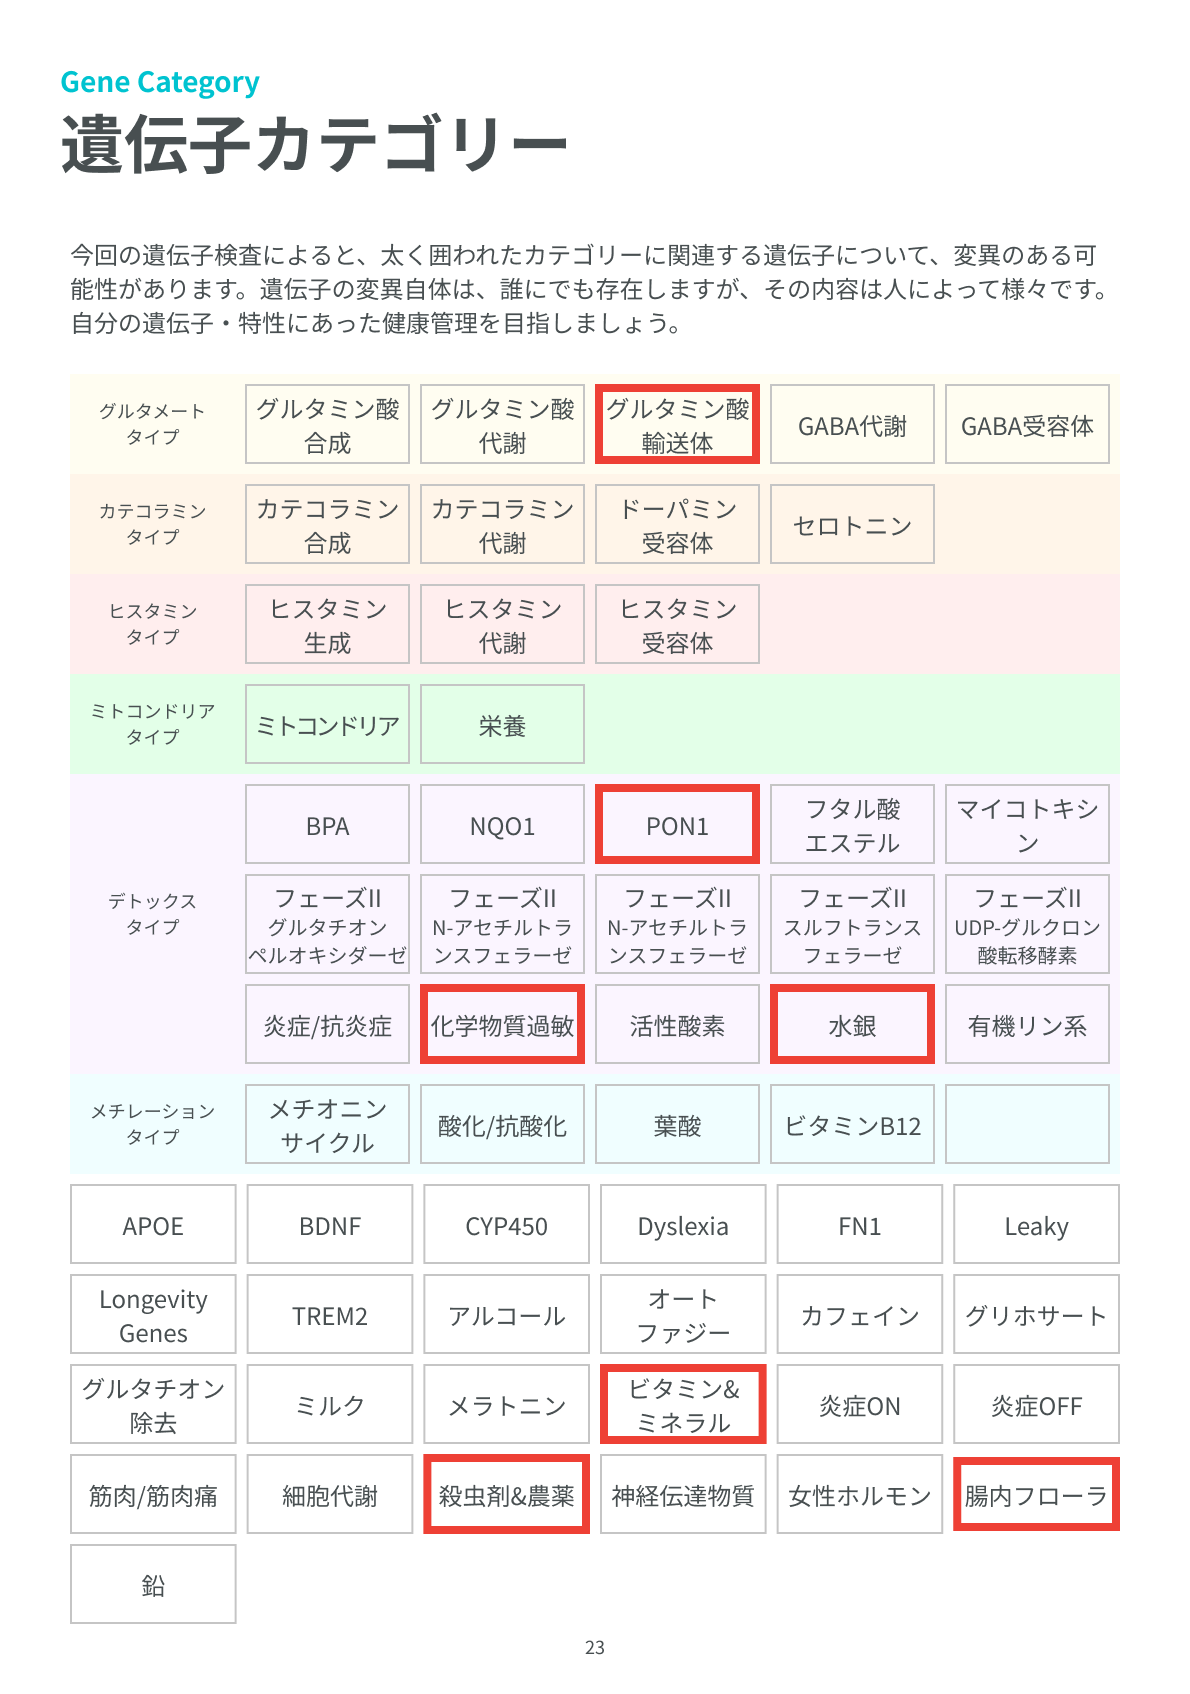 Gene Category
遺伝子カテゴリー
今回の遺伝子検査によると、太く囲われたカテゴリーに関連する遺伝子について、変異のある可
能性があります。遺伝子の変異自体は、誰にでも存在しますが、その内容は人によって様々です。
自分の遺伝子・特性にあった健康管理を目指しましょう。
グルタメート
タイプ
グルタミン酸
合成
グルタミン酸
代謝
グルタミン酸
輸送体
GABA代謝
GABA受容体
カテコラミン
タイプ
カテコラミン
合成
カテコラミン
代謝
ドーパミン
受容体
セロトニン
ヒスタミン
タイプ
ヒスタミン
生成
ヒスタミン
代謝
ヒスタミン
受容体
ミトコンドリア
タイプ
ミトコンドリア
栄養
デトックス
タイプ
BPA
NQO1
PON1
フタル酸
エステル
マイコトキシ
ン
フェーズII
グルタチオン
ペルオキシダーゼ
フェーズII
N-アセチルトラ
ンスフェラーゼ
フェーズII
N-アセチルトラ
ンスフェラーゼ
フェーズII
スルフトランス
フェラーゼ
フェーズII
UDP-グルクロン
酸転移酵素
炎症/抗炎症
化学物質過敏
活性酸素
水銀
有機リン系
メチレーション
タイプ
メチオニン
サイクル
酸化/抗酸化
葉酸
ビタミンB12
APOE
BDNF
CYP450
Dyslexia
FN1
Leaky
Longevity
Genes
TREM2
アルコール
オート
ファジー
カフェイン
グリホサート
グルタチオン
除去
ミルク
メラトニン
ビタミン&
ミネラル
炎症ON
炎症OFF
筋肉/筋肉痛
細胞代謝
殺虫剤&農薬
神経伝達物質
女性ホルモン
腸内フローラ
鉛
23